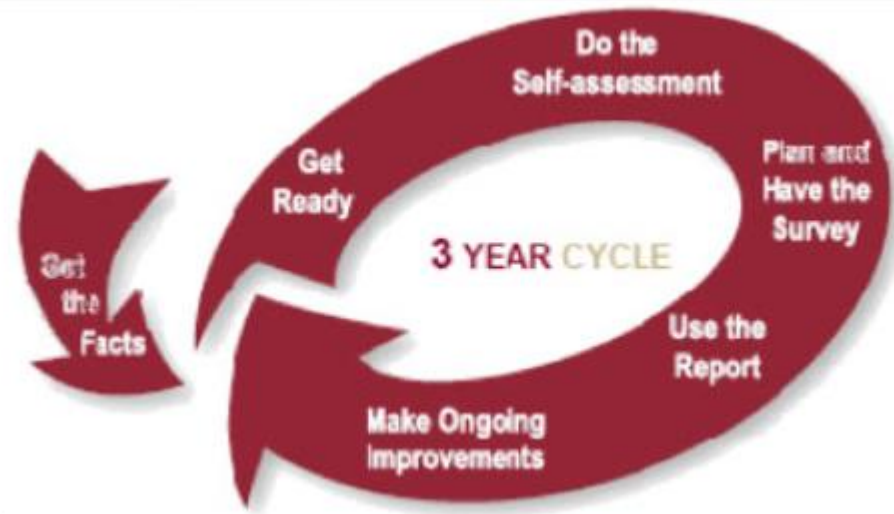 Get
the
Facts
Get
Ready
Do the
Self-assessment
Plan and
Have the
Survey
Use the
Report
Make Ongoing
Improvements
3 YEAR CYCLE